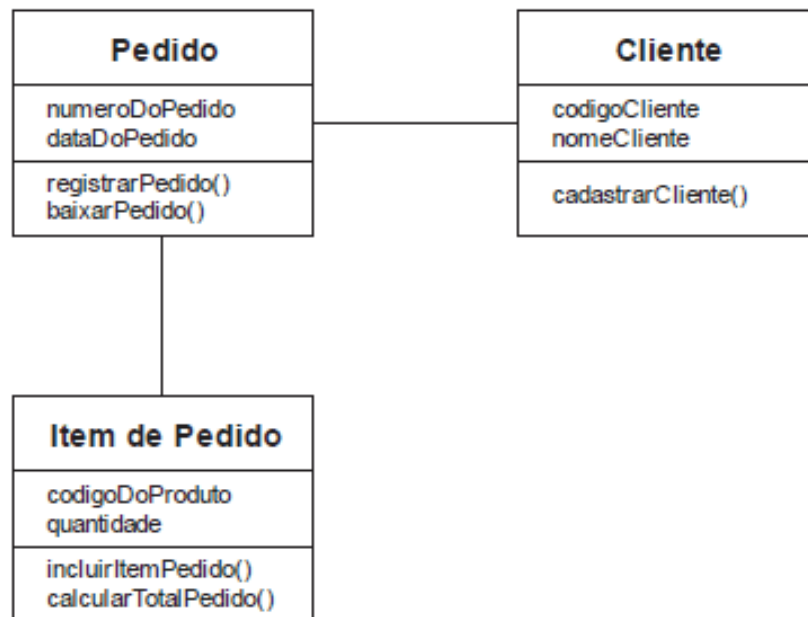 Pedido
numeroDoPedido
dataDoPedido
registrarPedido()
baixarPedido()
Cliente
codigoCliente
nomeCliente
cadastrarCliente()
Item de Pedido
codigoDoProduto
quantidade
incluirItemPedido()
calcularTotalPedido()